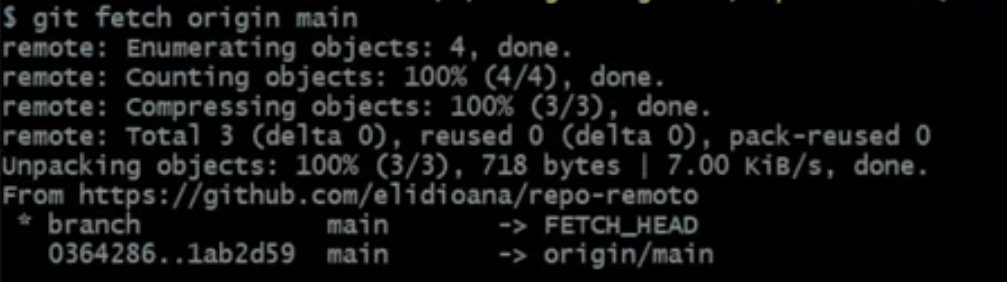 $ git fetch origin main
remote: Enumerating objects: 4, done.
remote: Counting objects: 100% (4/4), done.
remote: Compressing objects: 100% (3/3), done.
remote: Total 3 (delta 0), reused 0 (delta 0), pack-reused 0
Unpacking objects: 100% (3/3), 718 bytes | 7.00 KiB/s, done.
From https://github.com/elidioana/repo-remoto
 * branch            main       -> FETCH_HEAD
   0364286..1ab2d59  main       -> origin/main